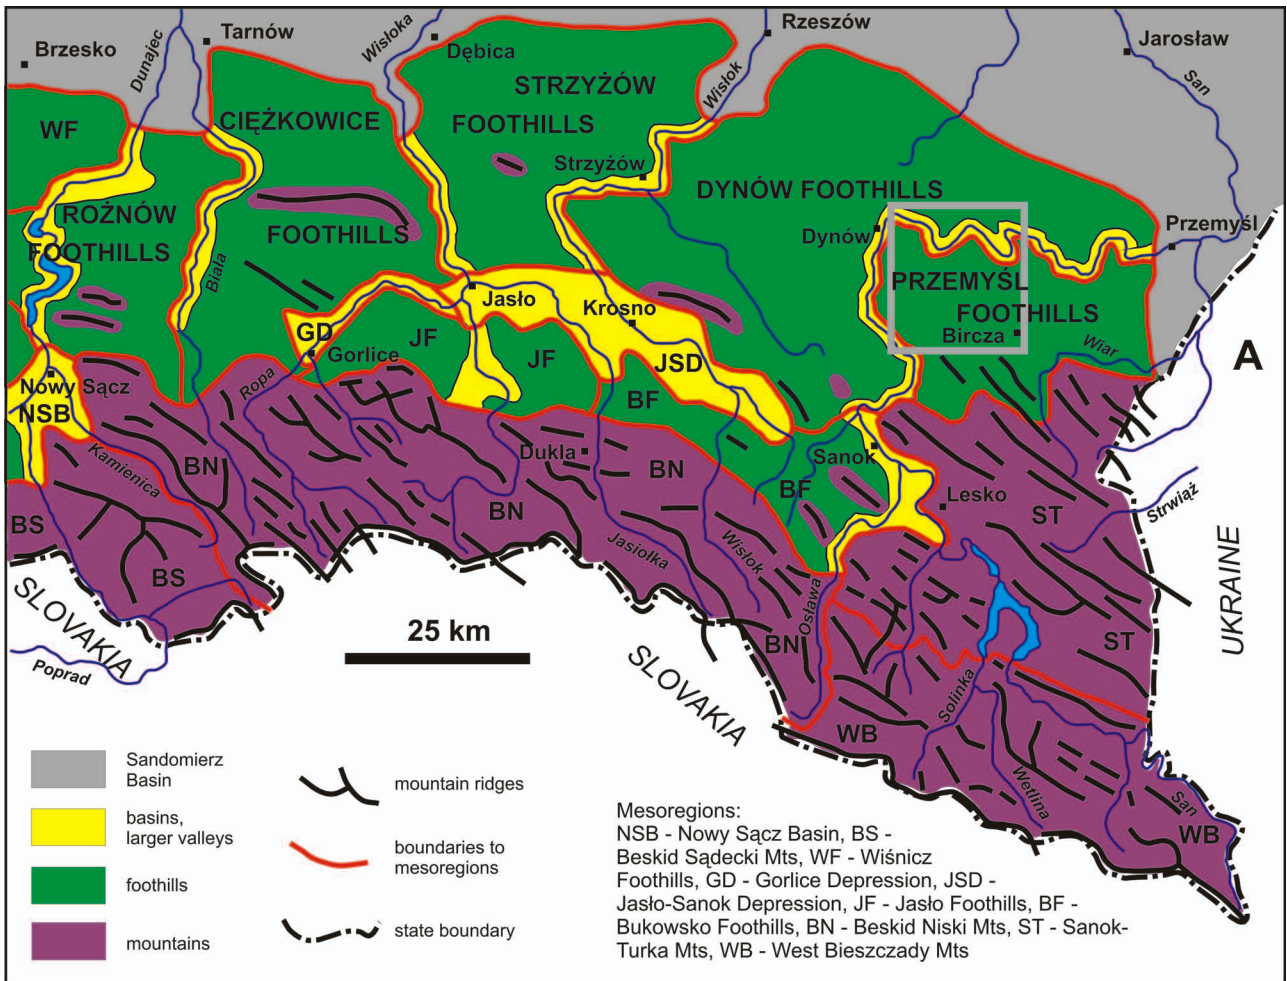 Brzesko
Dunajec
Tarnów
Wisłoka
Dębica
Rzeszów
Jarosław
San
WF
CIĘŻKOWICE
STRZYŻÓW
FOOTHILLS
Wisłok
Strzyżów
DYNÓW FOOTHILLS
ROŻNÓW
FOOTHILLS
FOOTHILLS
Biała
Dynów
Przemyśl
PRZEMYŚL
FOOTHILLS
Bircza
Wiar
A
Jasło
Krosno
GD
Gorlice
JF
JF
JSD
BF
Nowy Sącz
NSB
Ropa
Kamienica
BN
Dukla
BN
BN
Sanok
BF
Lesko
ST
Strwiąż
BS
BS
Jasiołka
Wisłok
Osława
BN
UKRAINE
SLOVAKIA
Poprad
25 km
SLOVAKIA
ST
Solinka
WB
Wetlina
San
WB
Sandomierz
Basin
basins,
larger valleys
foothills
mountains
mountain ridges
boundaries to
mesoregions
state boundary
Mesoregions:
NSB - Nowy Sącz Basin, BS -
Beskid Sądecki Mts, WF - Wiśnicz
Foothills, GD - Gorlice Depression, JSD -
Jasło-Sanok Depression, JF - Jasło Foothills, BF -
Bukowsko Foothills, BN - Beskid Niski Mts, ST - Sanok-
Turka Mts, WB - West Bieszczady Mts